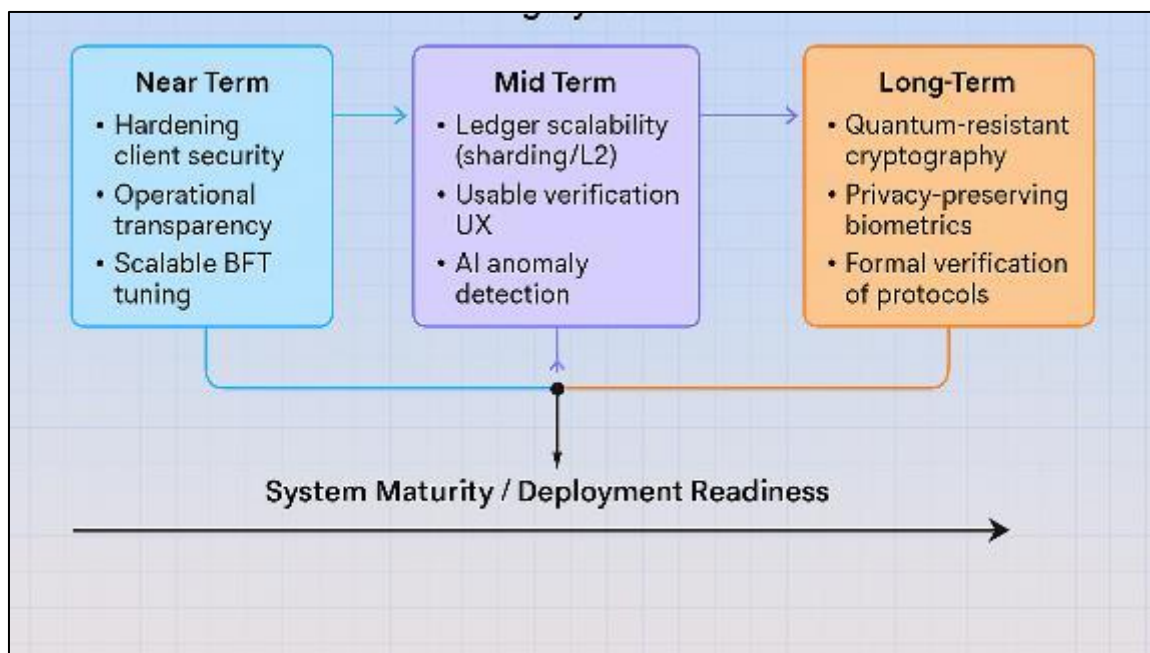 Near Term
• Hardening
client security
• Operational
transparency
• Scalable BFT
tuning
Mid Term
• Ledger scalability
(sharding/L2)
• Usable verification
UX
• AI anomaly
detection
Long-Term
• Quantum-resistant
cryptography
• Privacy-preserving
biometrics
• Formal verification
of protocols
System Maturity / Deployment Readiness